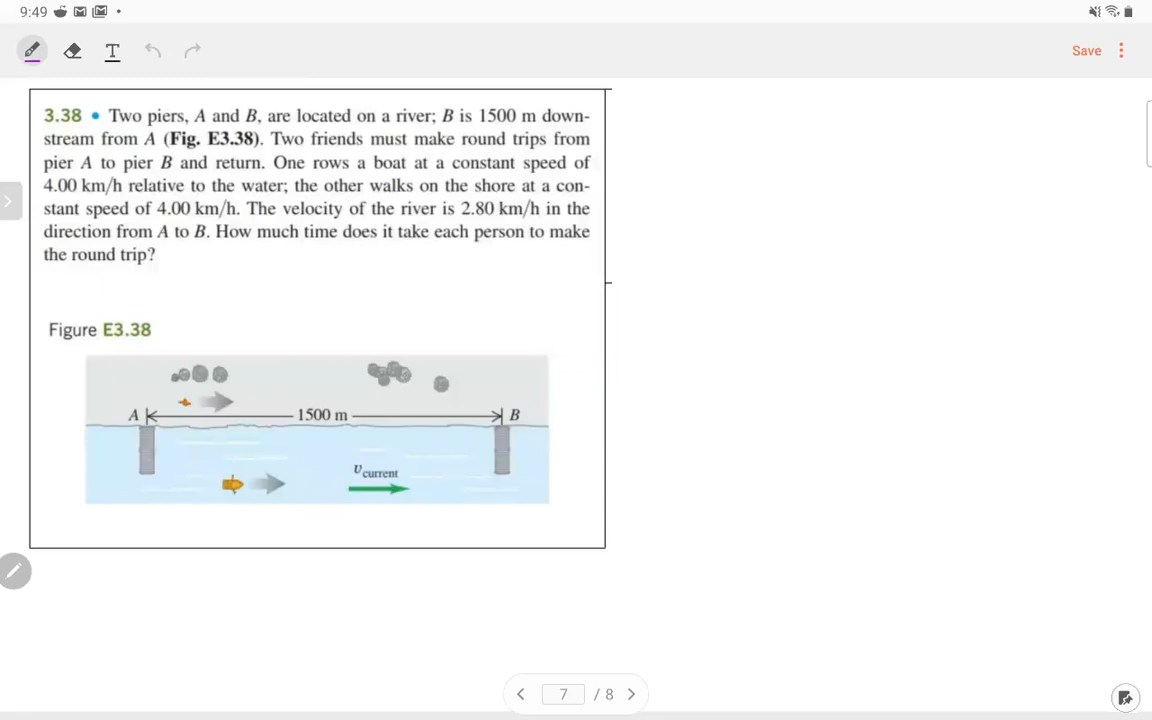 9:49
Save
3.38 • Two piers, A and B, are located on a river; B is 1500 m down-
stream from A (Fig. E3.38). Two friends must make round trips from
pier A to pier B and return. One rows a boat at a constant speed of
4.00 km/h relative to the water; the other walks on the shore at a con-
stant speed of 4.00 km/h. The velocity of the river is 2.80 km/h in the
direction from A to B. How much time does it take each person to make
the round trip?
Figure E3.38
A 1500 m B
υcurrent
7 / 8